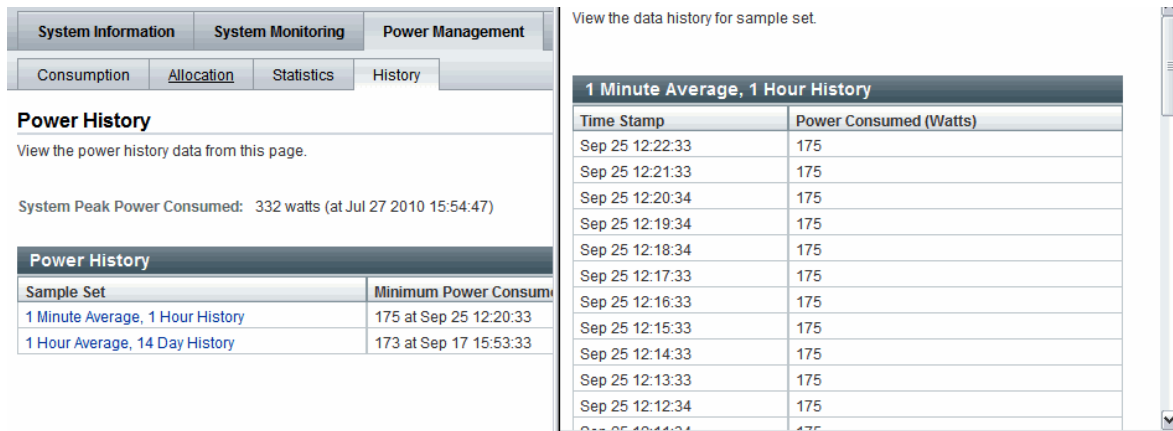 System Information System Monitoring Power Management
Consumption Allocation Statistics History
Power History
View the power history data from this page.
System Peak Power Consumed: 332 watts (at Jul 27 2010 15:54:47)
Power History
Sample Set Minimum Power Consume
1 Minute Average, 1 Hour History 175 at Sep 25 12:20:33
1 Hour Average, 14 Day History 173 at Sep 17 15:53:33
View the data history for sample set.
1 Minute Average, 1 Hour History
Time Stamp Power Consumed (Watts)
Sep 25 12:22:33 175
Sep 25 12:21:33 175
Sep 25 12:20:34 175
Sep 25 12:19:34 175
Sep 25 12:18:34 175
Sep 25 12:17:33 175
Sep 25 12:16:33 175
Sep 25 12:15:33 175
Sep 25 12:14:33 175
Sep 25 12:13:33 175
Sep 25 12:12:34 175